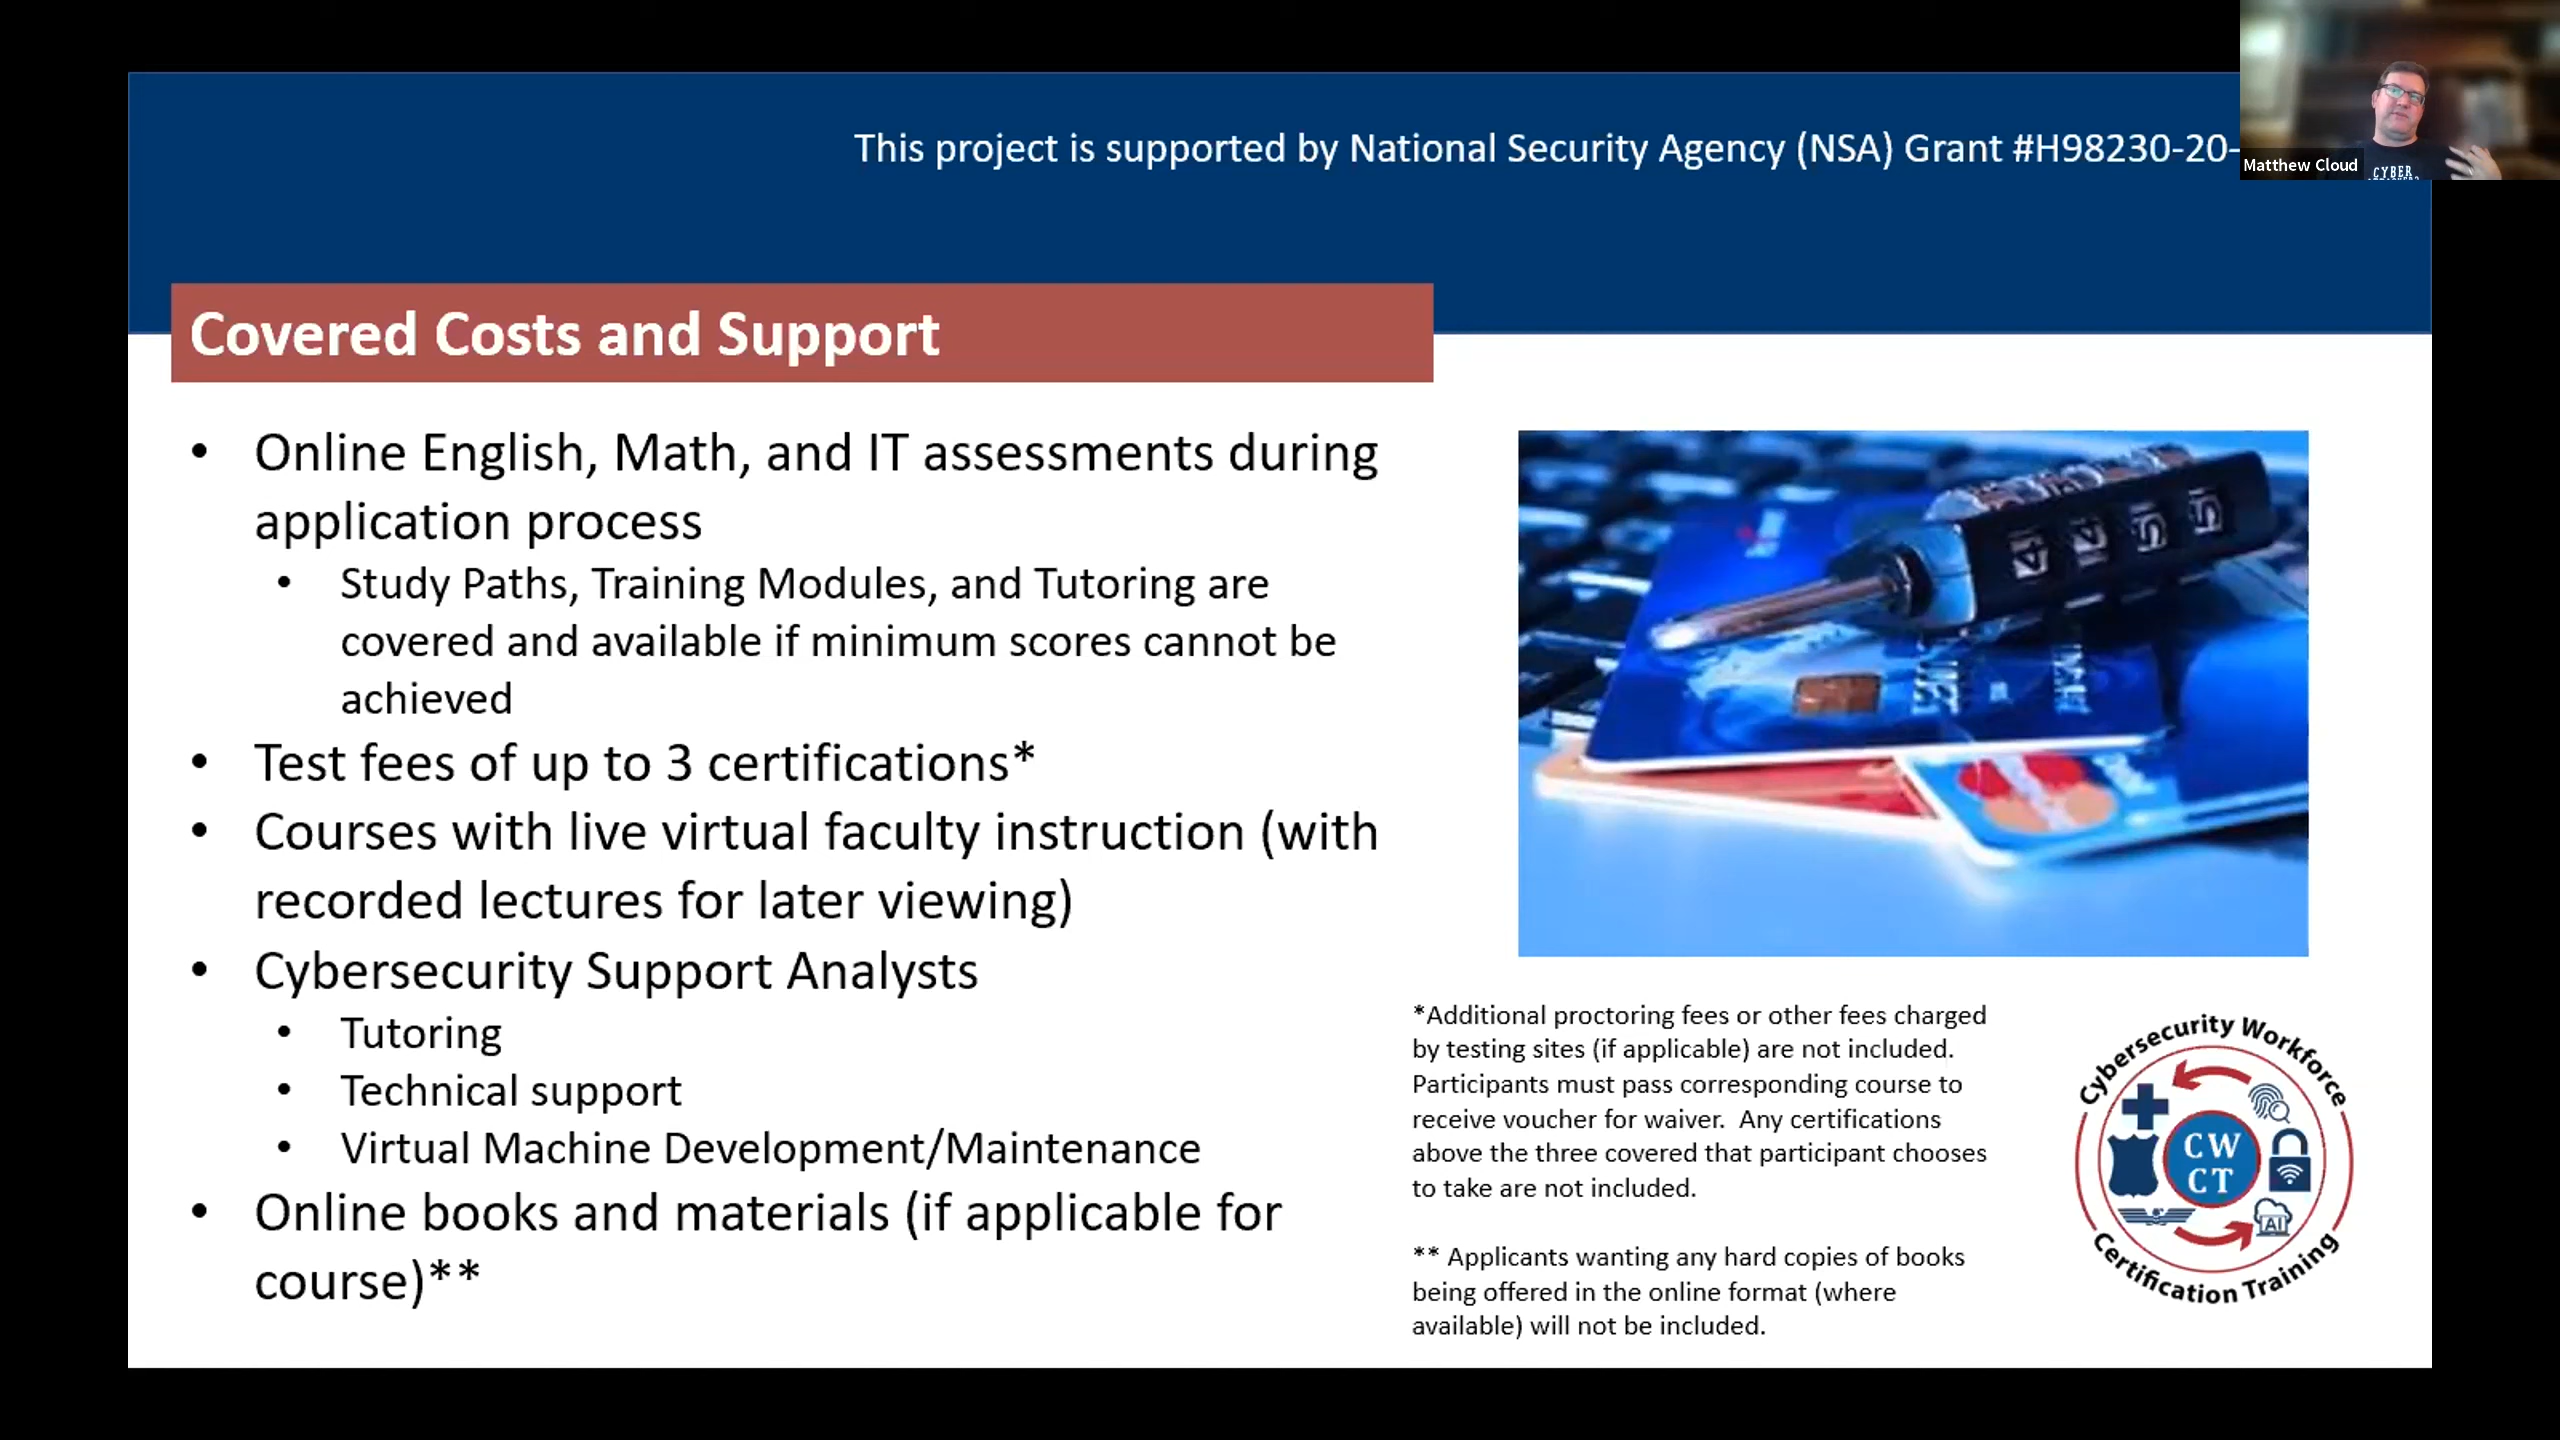 This project is supported by National Security Agency (NSA) Grant #H98230-20-
Matthew Cloud
CYBER
Covered Costs and Support
• Online English, Math, and IT assessments during
application process
• Study Paths, Training Modules, and Tutoring are
covered and available if minimum scores cannot be
achieved
• Test fees of up to 3 certifications*
• Courses with live virtual faculty instruction (with
recorded lectures for later viewing)
• Cybersecurity Support Analysts
• Tutoring
• Technical support
• Virtual Machine Development/Maintenance
• Online books and materials (if applicable for
course)**
*Additional proctoring fees or other fees charged
by testing sites (if applicable) are not included.
Participants must pass corresponding course to
receive voucher for waiver.  Any certifications
above the three covered that participant chooses
to take are not included.
** Applicants wanting any hard copies of books
being offered in the online format (where
available) will not be included.
Cybersecurity Workforce
CW
CT
AI
Certification Training